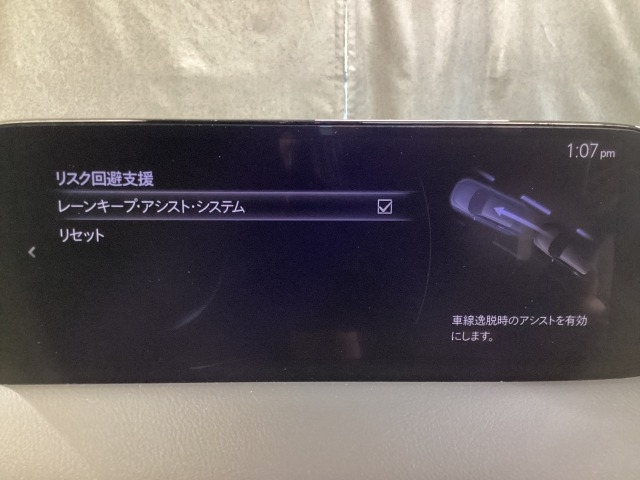 1:07 pm
リスク回避支援
レーンキープ・アシスト・システム
リセット
車線逸脱時のアシストを有効
にします。